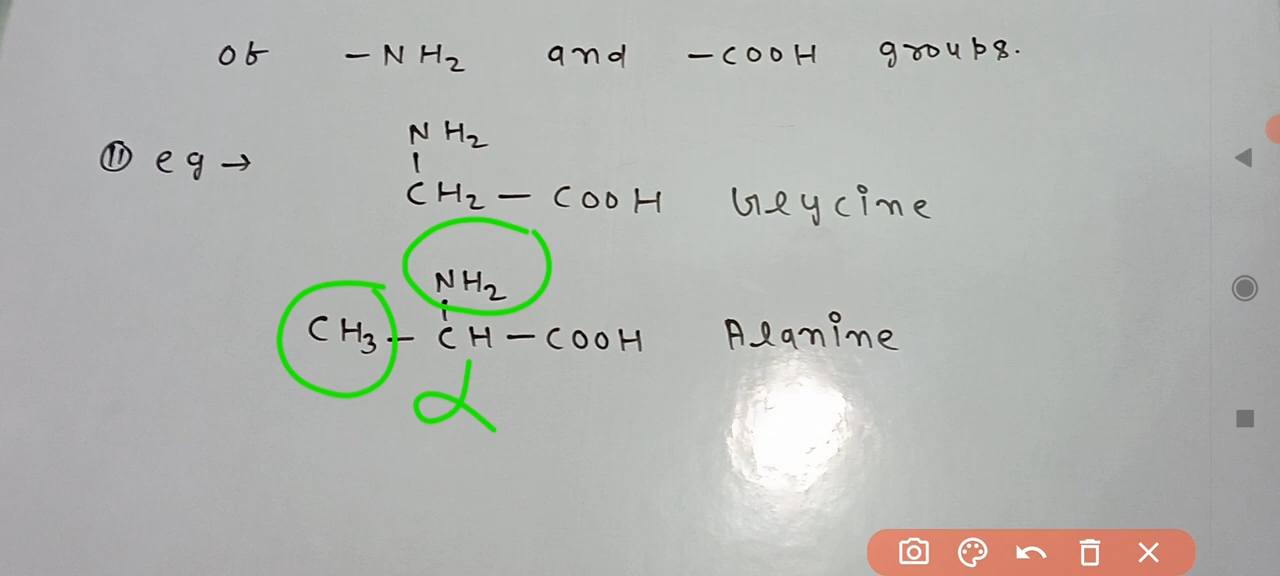 of -NH2 and -COOH groups.
(ii) eg → NH2
|
CH2 - COOH Glycine
NH2
|
CH3 - CH - COOH Alanine
α